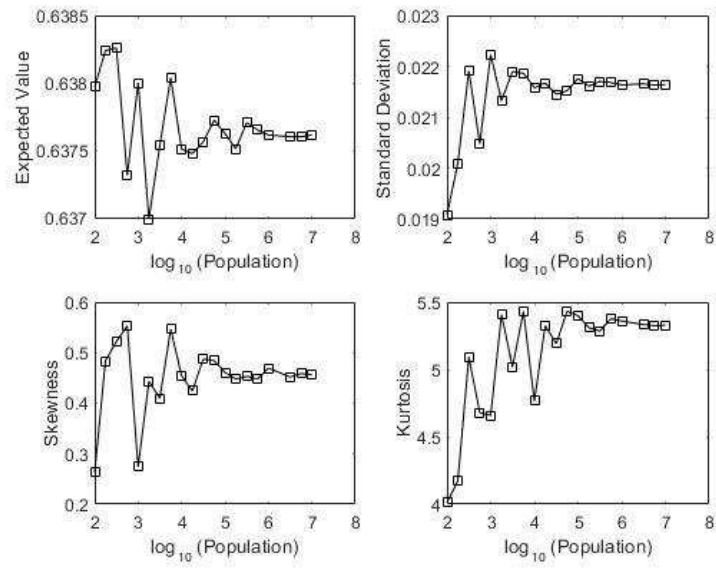 0.6385
0.638
0.6375
0.637
Expected Value
2 3 4 5 6 7 8
log10 (Population)
0.023
0.022
0.021
0.02
0.019
Standard Deviation
2 3 4 5 6 7 8
log10 (Population)
0.6
0.5
0.4
0.3
0.2
Skewness
2 3 4 5 6 7 8
log10 (Population)
5.5
5
4.5
4
Kurtosis
2 3 4 5 6 7 8
log10 (Population)